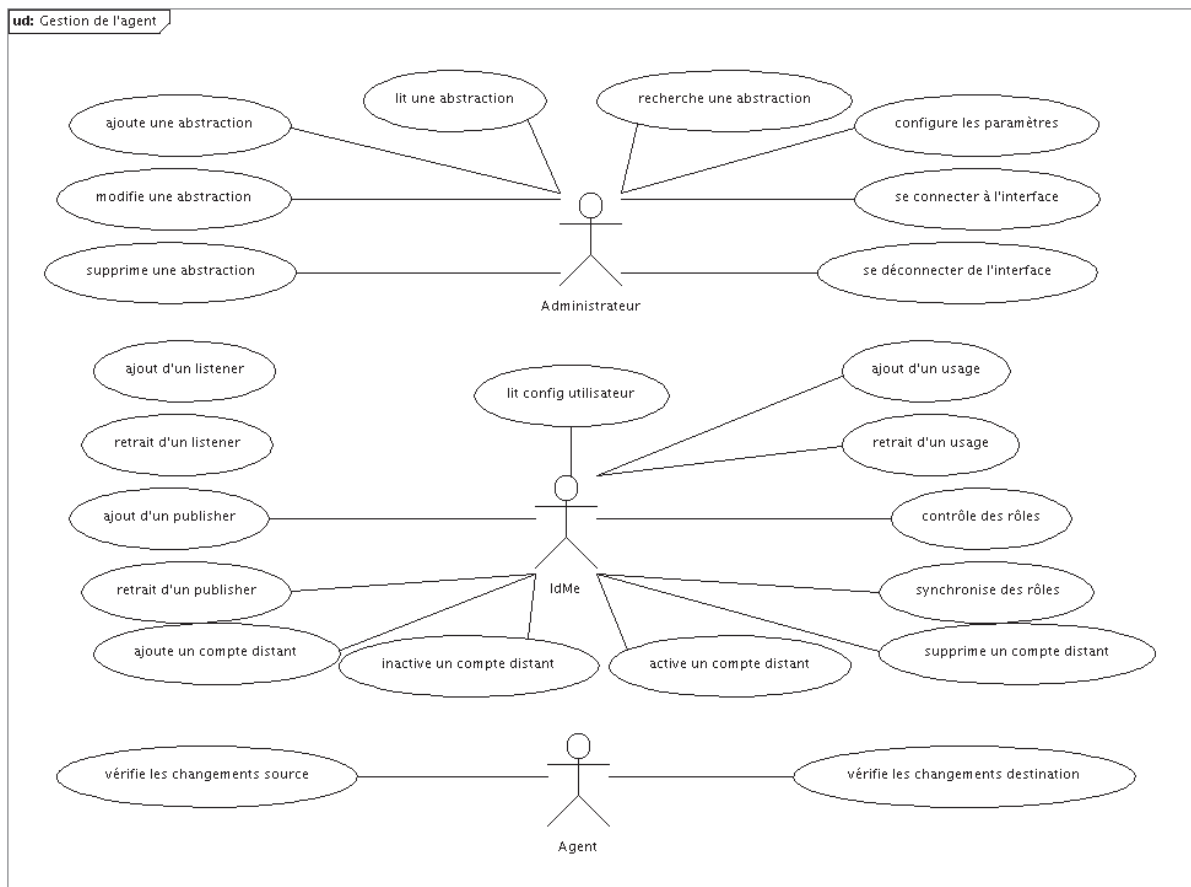 ud: Gestion de l'agent
lit une abstraction
recherche une abstraction
ajoute une abstraction
configure les paramètres
modifie une abstraction
se connecter à l'interface
supprime une abstraction
se déconnecter de l'interface
Administrateur
ajout d'un listener
ajout d'un usage
lit config utilisateur
retrait d'un listener
retrait d'un usage
ajout d'un publisher
contrôle des rôles
retrait d'un publisher
IdMe
synchronise des rôles
ajoute un compte distant
inactive un compte distant
active un compte distant
supprime un compte distant
vérifie les changements source
vérifie les changements destination
Agent